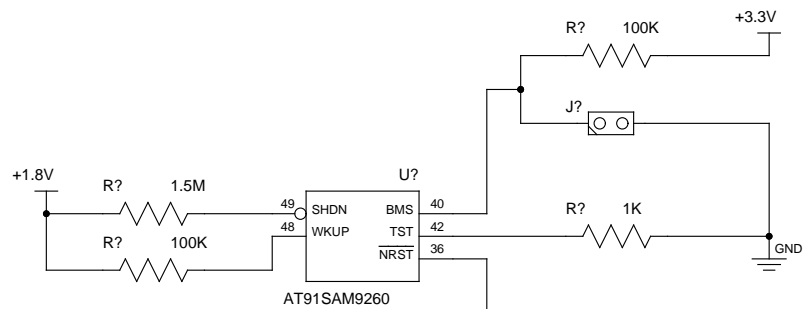 +3.3V
R? 100K
J?
+1.8V
U?
R? 1.5M
49 SHDN BMS 40
R? 1K
48 WKUP TST 42
R? 100K
NRST 36
GND
AT91SAM9260